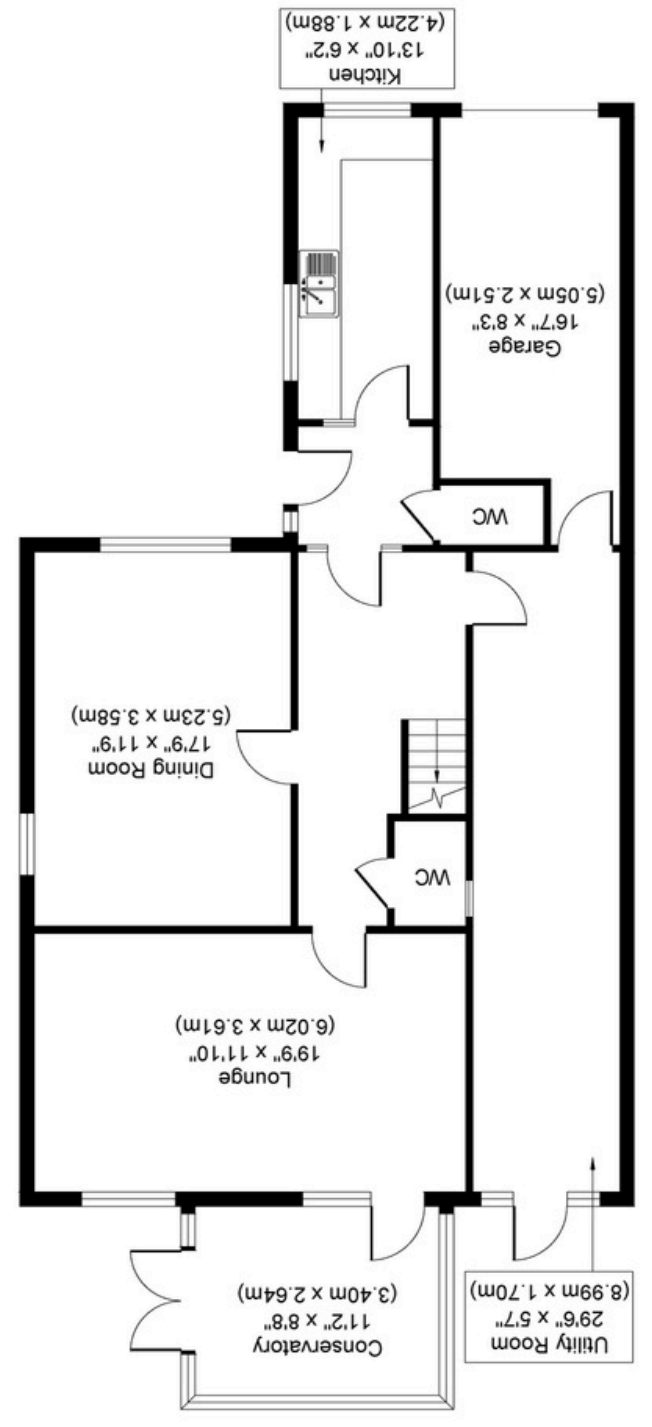 Utility Room
29'6" x 5'7"
(8.99m x 1.70m)
Conservatory
11'2" x 8'8"
(3.40m x 2.64m)
Lounge
19'9" x 11'10"
(6.02m x 3.61m)
WC
Dining Room
17'9" x 11'9"
(5.23m x 3.58m)
WC
Garage
16'7" x 8'3"
(5.05m x 2.51m)
Kitchen
13'10" x 6'2"
(4.22m x 1.88m)